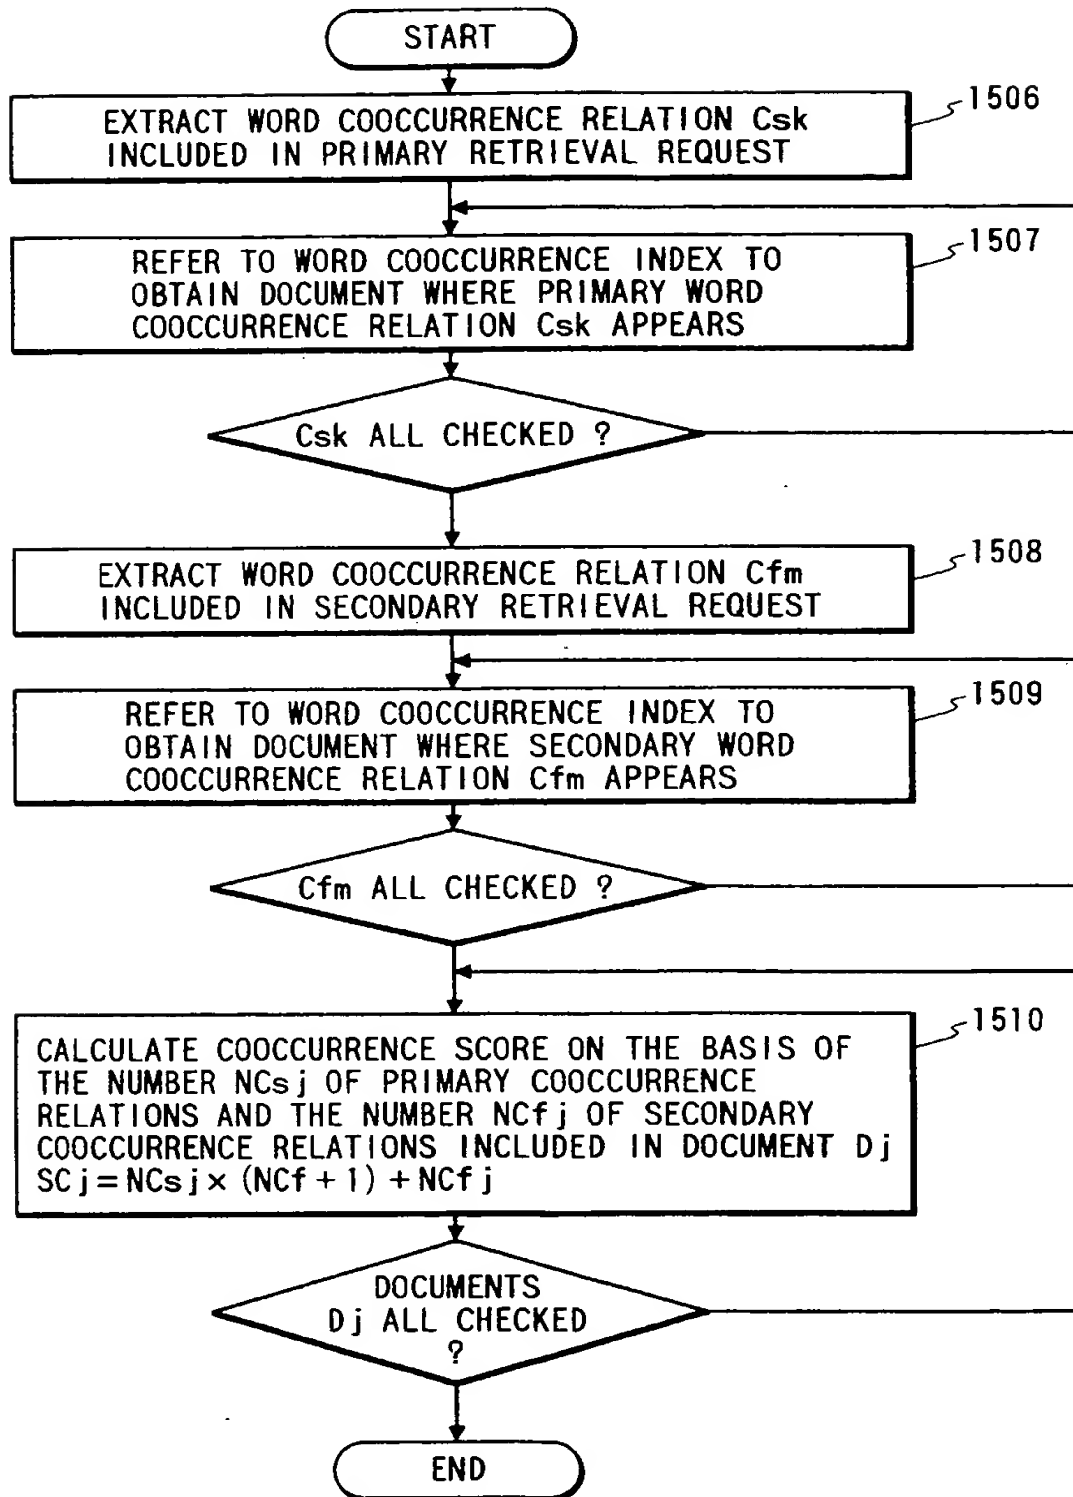 START
1506
EXTRACT WORD COOCCURRENCE RELATION Csk
INCLUDED IN PRIMARY RETRIEVAL REQUEST
1507
REFER TO WORD COOCCURRENCE INDEX TO
OBTAIN DOCUMENT WHERE PRIMARY WORD
COOCCURRENCE RELATION Csk APPEARS
Csk ALL CHECKED ?
1508
EXTRACT WORD COOCCURRENCE RELATION Cfm
INCLUDED IN SECONDARY RETRIEVAL REQUEST
1509
REFER TO WORD COOCCURRENCE INDEX TO
OBTAIN DOCUMENT WHERE SECONDARY WORD
COOCCURRENCE RELATION Cfm APPEARS
Cfm ALL CHECKED ?
1510
CALCULATE COOCCURRENCE SCORE ON THE BASIS OF
THE NUMBER NCsj OF PRIMARY COOCCURRENCE
RELATIONS AND THE NUMBER NCfj OF SECONDARY
COOCCURRENCE RELATIONS INCLUDED IN DOCUMENT Dj
SCj=NCsj×(NCf+1)+NCfj
DOCUMENTS
Dj ALL CHECKED
?
END